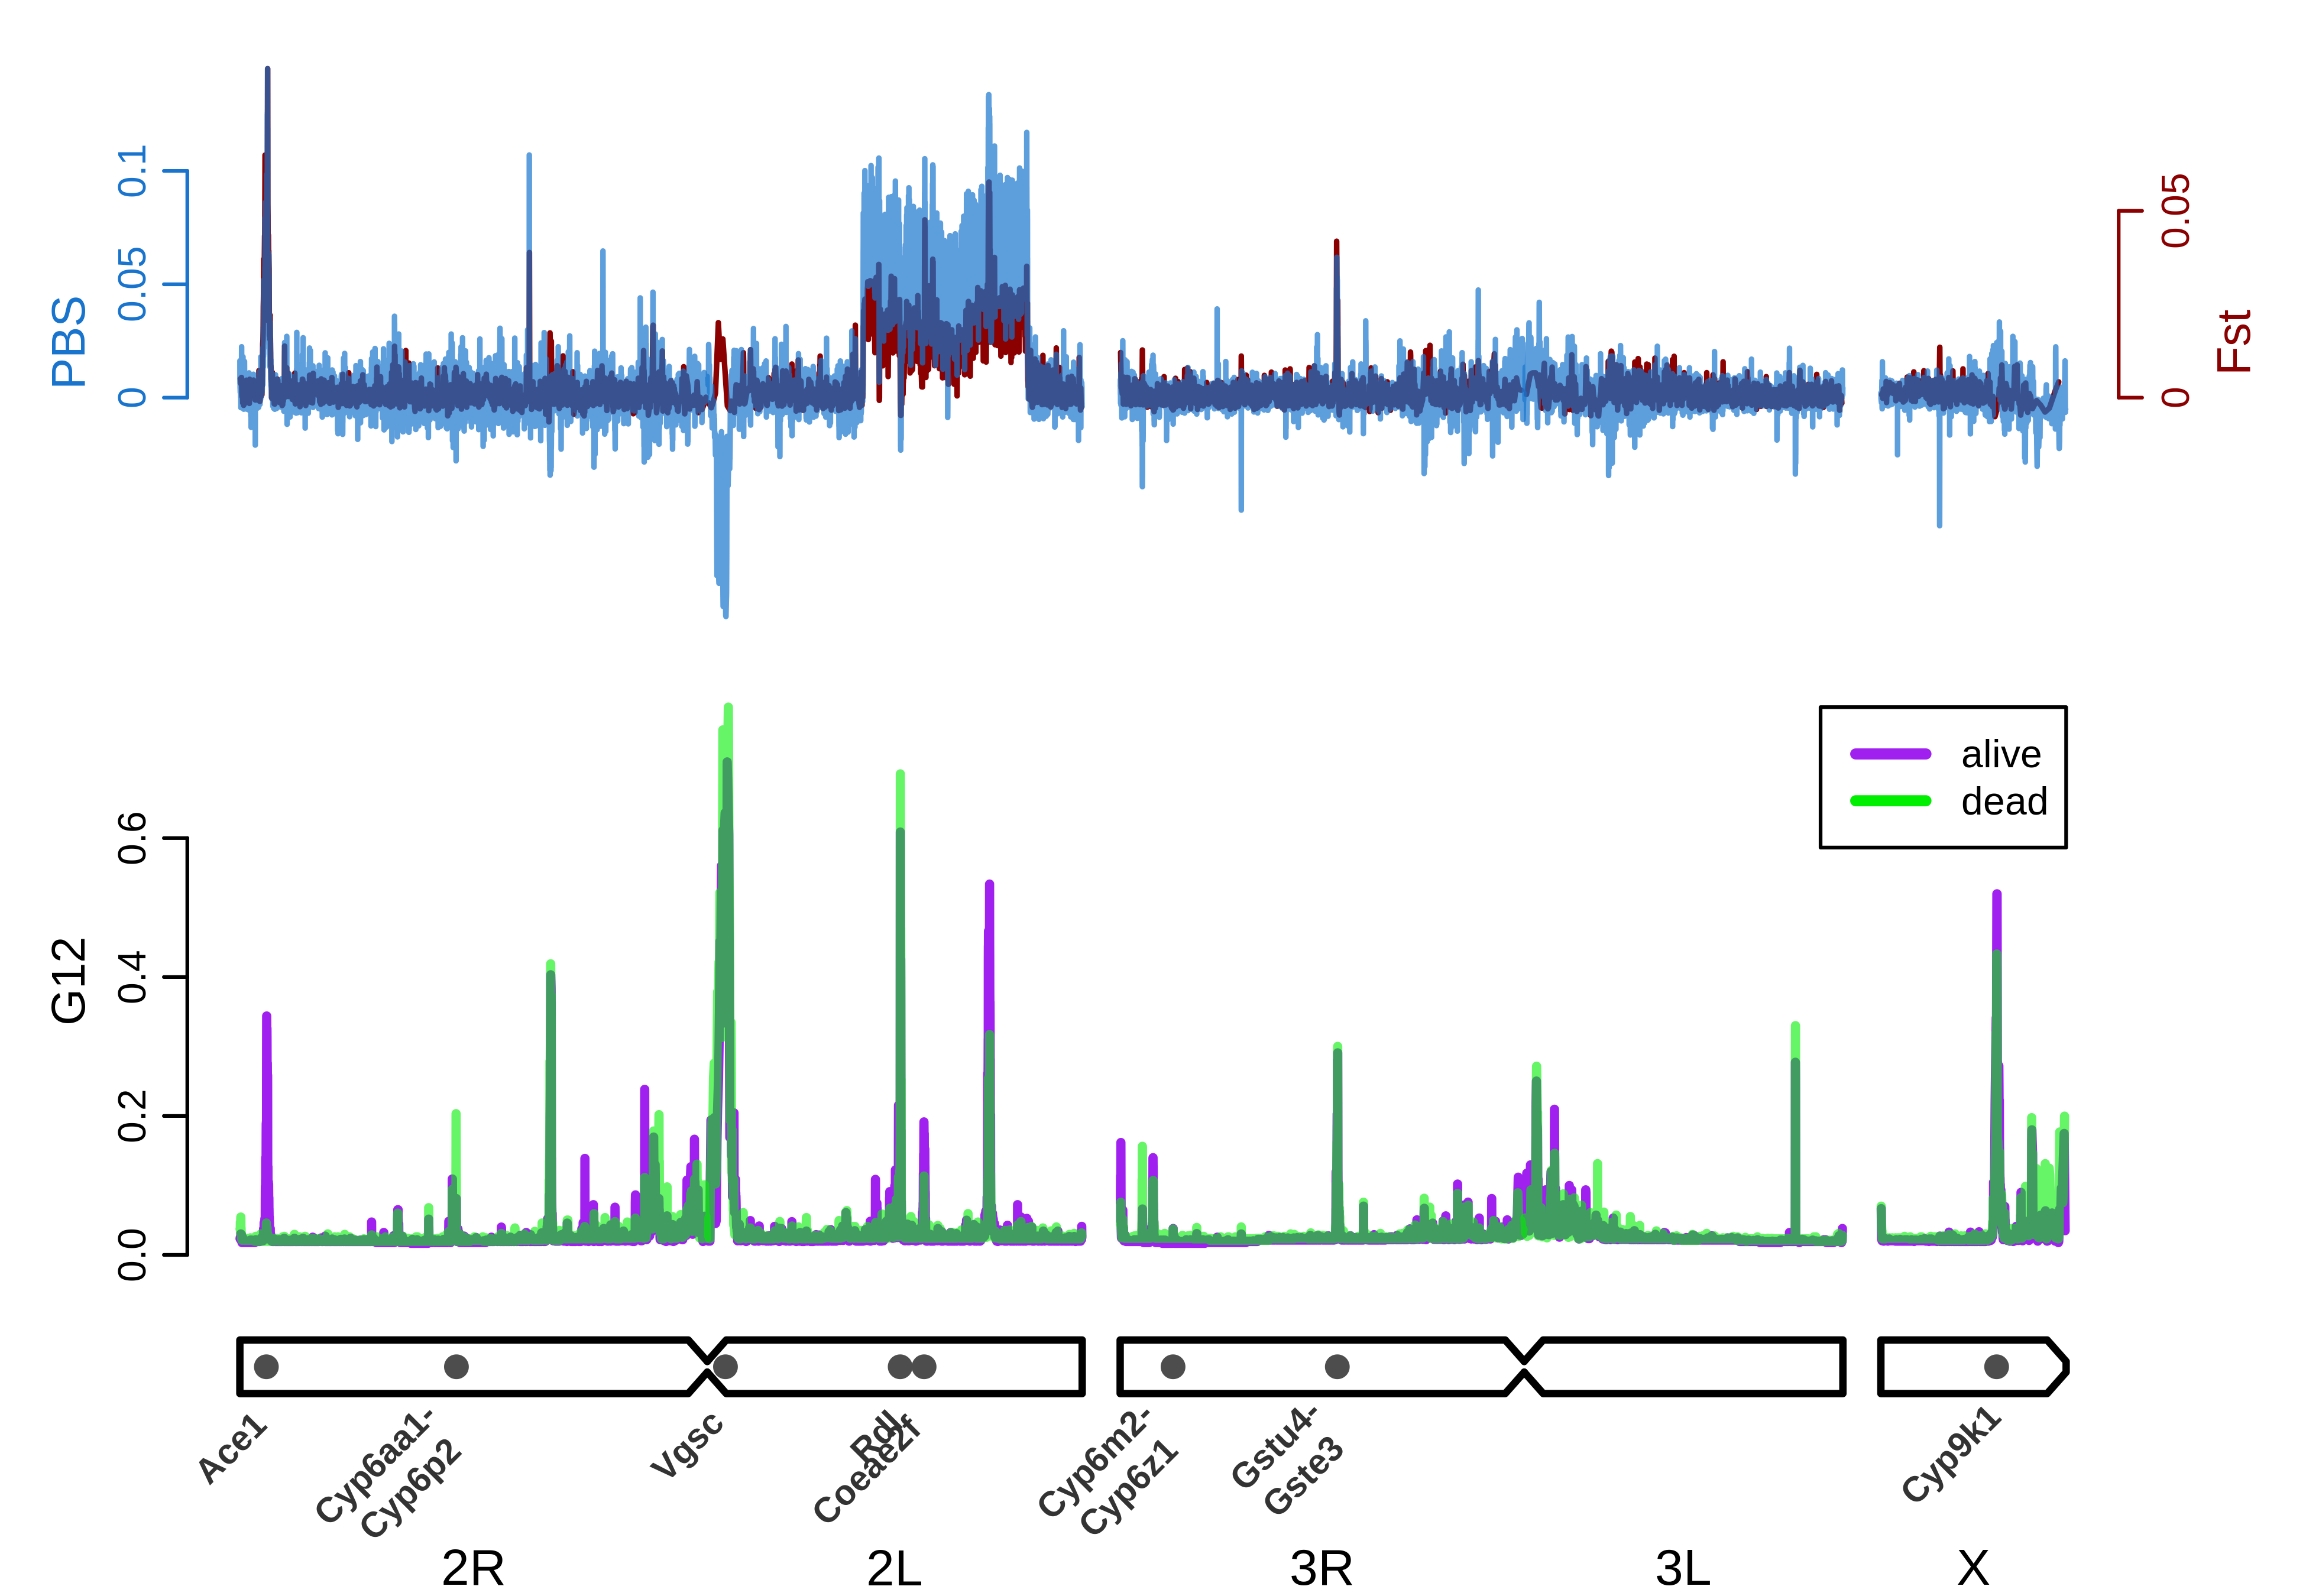 PBS
0.1
0.05
0
Fst
0.05
0
G12
0.6
0.4
0.2
0.0
alive
dead
Ace1
Cyp6aa1-
Cyp6p2
Vgsc
Rdl
Coeae2f
Cyp6m2-
Cyp6z1
Gstu4-
Gste3
Cyp9k1
2R
2L
3R
3L
X